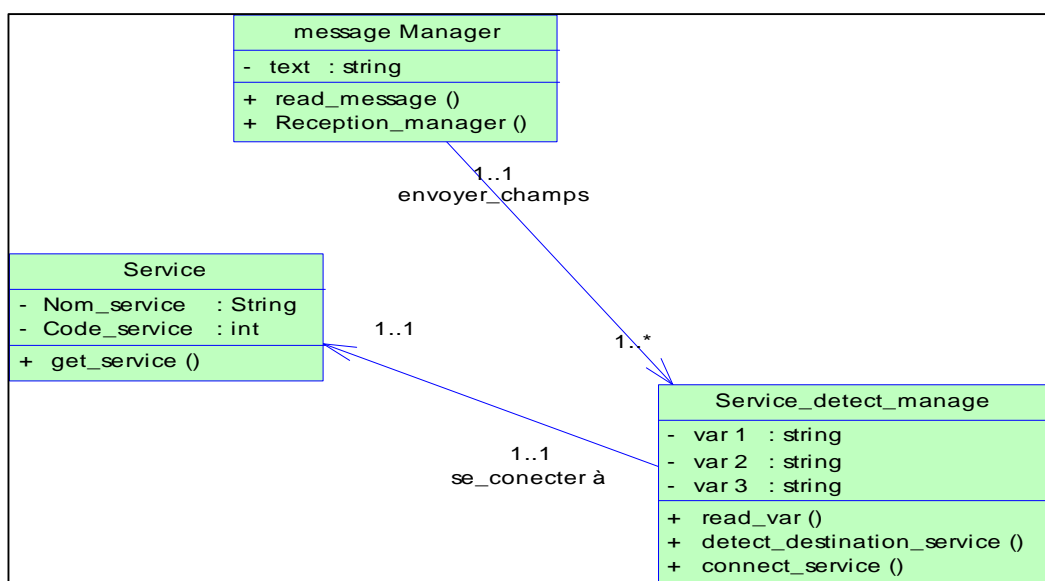 message Manager
- text : string
+ read_message ()
+ Reception_manager ()
1..1
envoyer_champs
Service
- Nom_service : String
- Code_service : int
+ get_service ()
1..1
1..*
Service_detect_manage
- var 1 : string
- var 2 : string
- var 3 : string
+ read_var ()
+ detect_destination_service ()
+ connect_service ()
1..1
se_conecter à